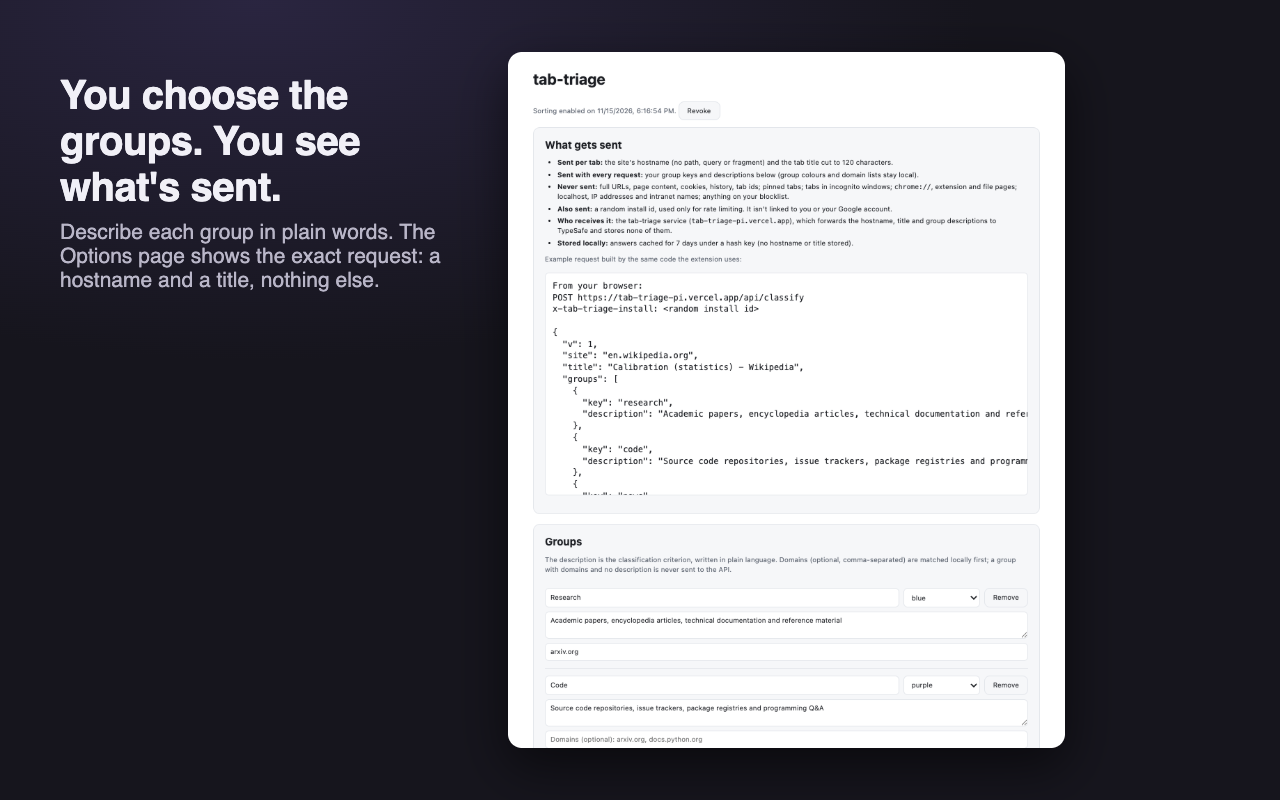 You choose the
groups. You see
what's sent.
Describe each group in plain words. The
Options page shows the exact request: a
hostname and a title, nothing else.
tab-triage
Sorting enabled on 11/15/2026, 6:16:54 PM. Revoke
What gets sent
• Sent per tab: the site's hostname (no path, query or fragment) and the tab title cut to 120 characters.
• Sent with every request: your group keys and descriptions below (group colours and domain lists stay local).
• Never sent: full URLs, page content, cookies, history, tab ids; pinned tabs; tabs in incognito windows; chrome://, extension and file pages;
localhost, IP addresses and intranet names; anything on your blocklist.
• Also sent: a random install id, used only for rate limiting. It isn't linked to you or your Google account.
• Who receives it: the tab-triage service (tab-triage-pi.vercel.app), which forwards the hostname, title and group descriptions to
TypeSafe and stores none of them.
• Stored locally: answers cached for 7 days under a hash key (no hostname or title stored).
Example request built by the same code the extension uses:
From your browser:
POST https://tab-triage-pi.vercel.app/api/classify
x-tab-triage-install: <random install id>
{
"v": 1,
"site": "en.wikipedia.org",
"title": "Calibration (statistics) – Wikipedia",
"groups": [
{
"key": "research",
"description": "Academic papers, encyclopedia articles, technical documentation and refer
},
{
"key": "code",
"description": "Source code repositories, issue trackers, package registries and programm
},
{
Groups
The description is the classification criterion, written in plain language. Domains (optional, comma-separated) are matched locally first; a group
with domains and no description is never sent to the API.
Research blue Remove
Academic papers, encyclopedia articles, technical documentation and reference material
arxiv.org
Code purple Remove
Source code repositories, issue trackers, package registries and programming Q&A
Domains (optional): arxiv.org, docs.python.org